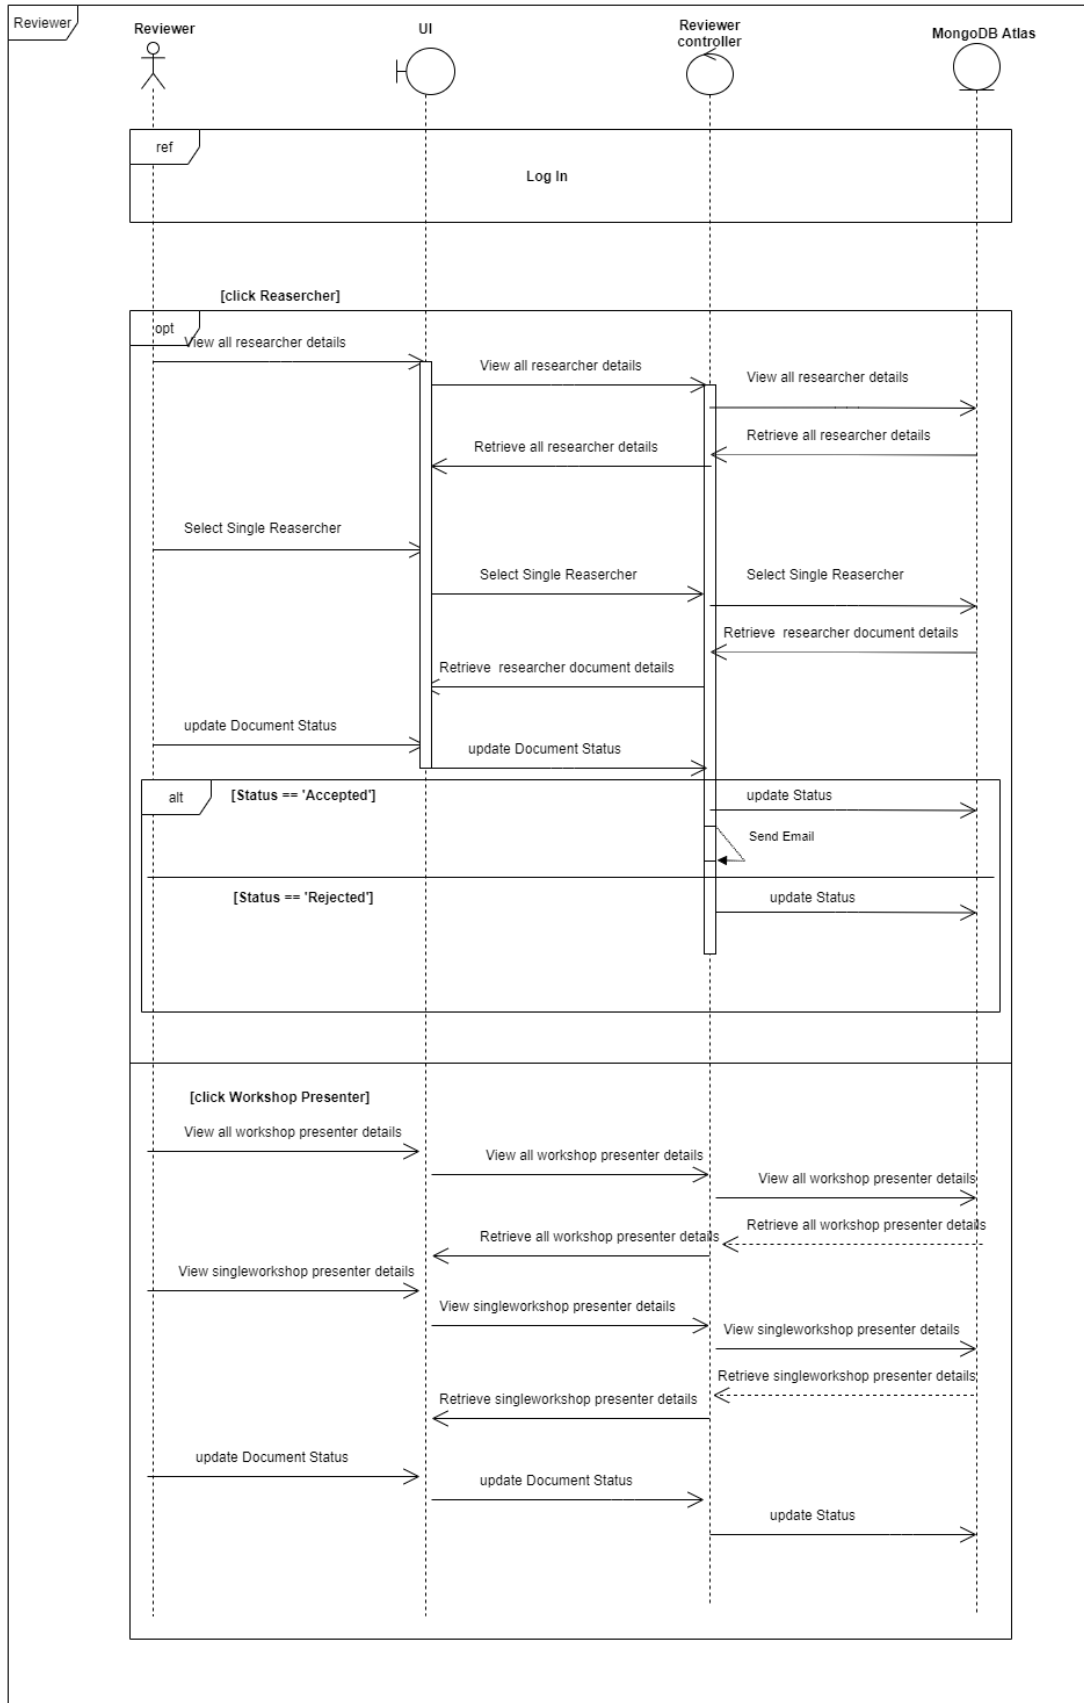 Reviewer
Reviewer
UI
Reviewer
controller
MongoDB Atlas
ref
Log In
[click Reasercher]
opt
View all researcher details
View all researcher details
View all researcher details
Retrieve all researcher details
Retrieve all researcher details
Select Single Reasercher
Select Single Reasercher
Select Single Reasercher
Retrieve  researcher document details
Retrieve  researcher document details
update Document Status
update Document Status
alt
[Status == 'Accepted']
update Status
Send Email
[Status == 'Rejected']
update Status
[click Workshop Presenter]
View all workshop presenter details
View all workshop presenter details
View all workshop presenter details
Retrieve all workshop presenter details
Retrieve all workshop presenter details
View singleworkshop presenter details
View singleworkshop presenter details
View singleworkshop presenter details
Retrieve singleworkshop presenter details
Retrieve singleworkshop presenter details
update Document Status
update Document Status
update Status